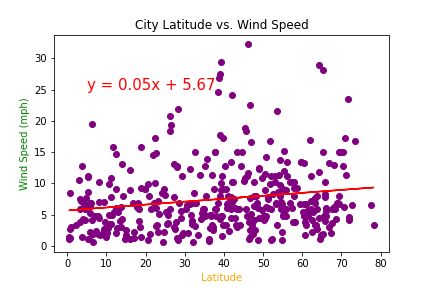 City Latitude vs. Wind Speed
y = 0.05x + 5.67
Wind Speed (mph)
30
25
20
15
10
5
0
0 10 20 30 40 50 60 70 80
Latitude